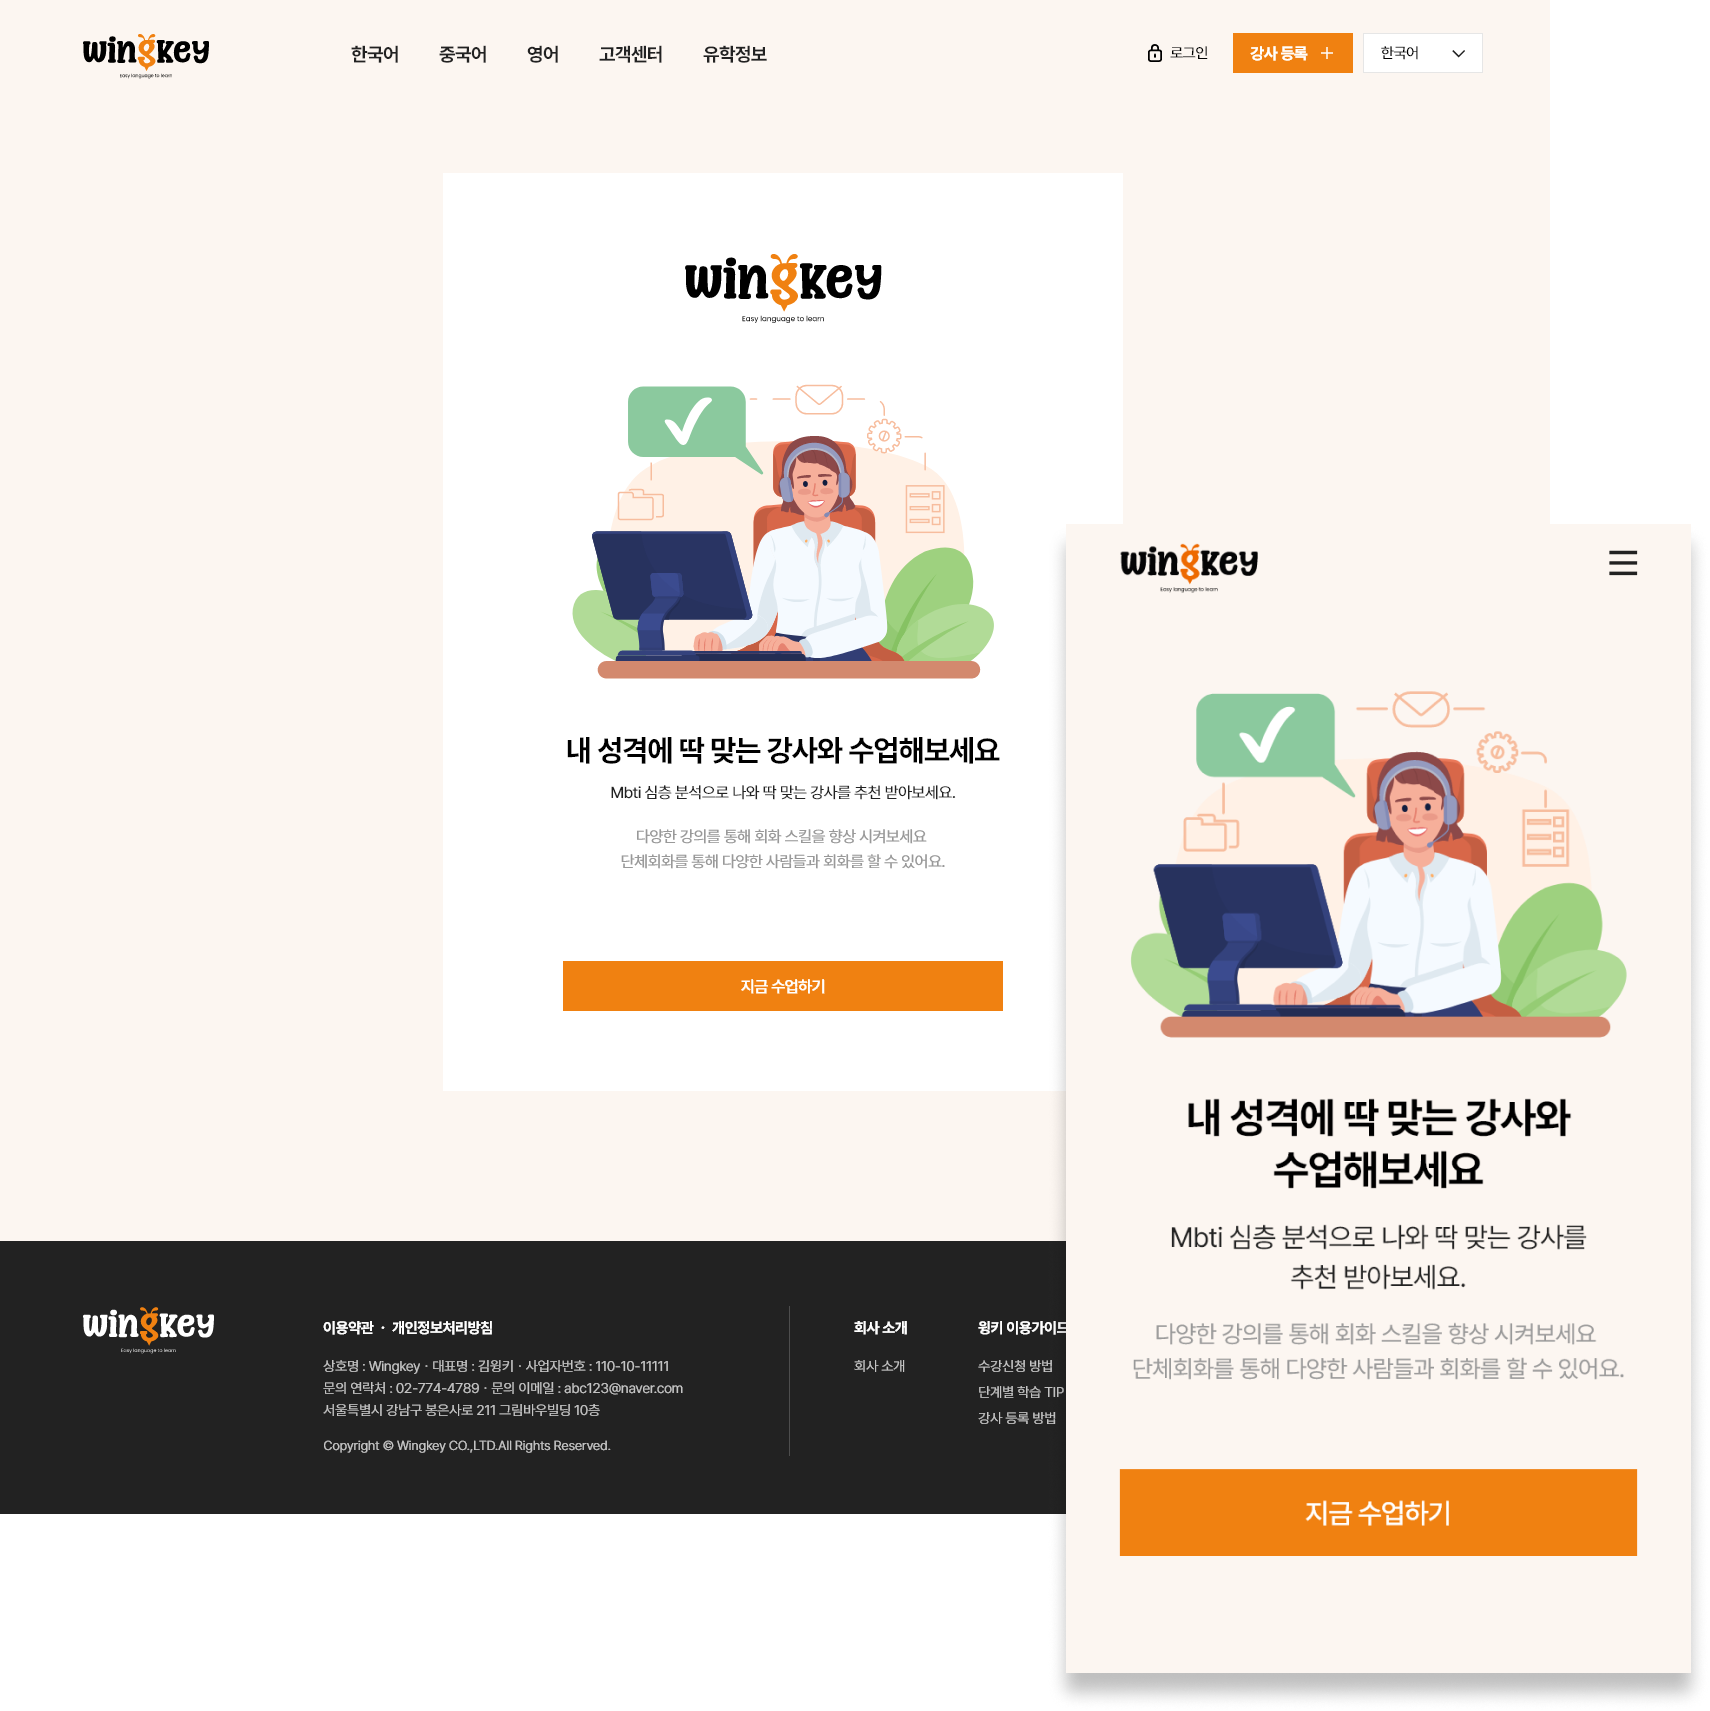 wingkey
Easy language to learn
한국어 중국어 영어 고객센터 유학정보
로그인
강사 등록 +
한국어
wingkey
Easy language to learn
내 성격에 딱 맞는 강사와 수업해보세요
Mbti 심층 분석으로 나와 딱 맞는 강사를 추천 받아보세요.
다양한 강의를 통해 회화 스킬을 향상 시켜보세요
단체회화를 통해 다양한 사람들과 회화를 할 수 있어요.
지금 수업하기
wingkey
Easy language to learn
이용약관 · 개인정보처리방침
상호명 : Wingkey · 대표명 : 김윙키 · 사업자번호 : 110-10-11111
문의 연락처 : 02-774-4789 · 문의 이메일 : abc123@naver.com
서울특별시 강남구 봉은사로 211 그림바우빌딩 10층
Copyright © Wingkey CO.,LTD.All Rights Reserved.
회사 소개
회사 소개
윙키 이용가이드
수강신청 방법
단계별 학습 TIP
강사 등록 방법
wingkey
Easy language to learn
내 성격에 딱 맞는 강사와
수업해보세요
Mbti 심층 분석으로 나와 딱 맞는 강사를
추천 받아보세요.
다양한 강의를 통해 회화 스킬을 향상 시켜보세요
단체회화를 통해 다양한 사람들과 회화를 할 수 있어요.
지금 수업하기